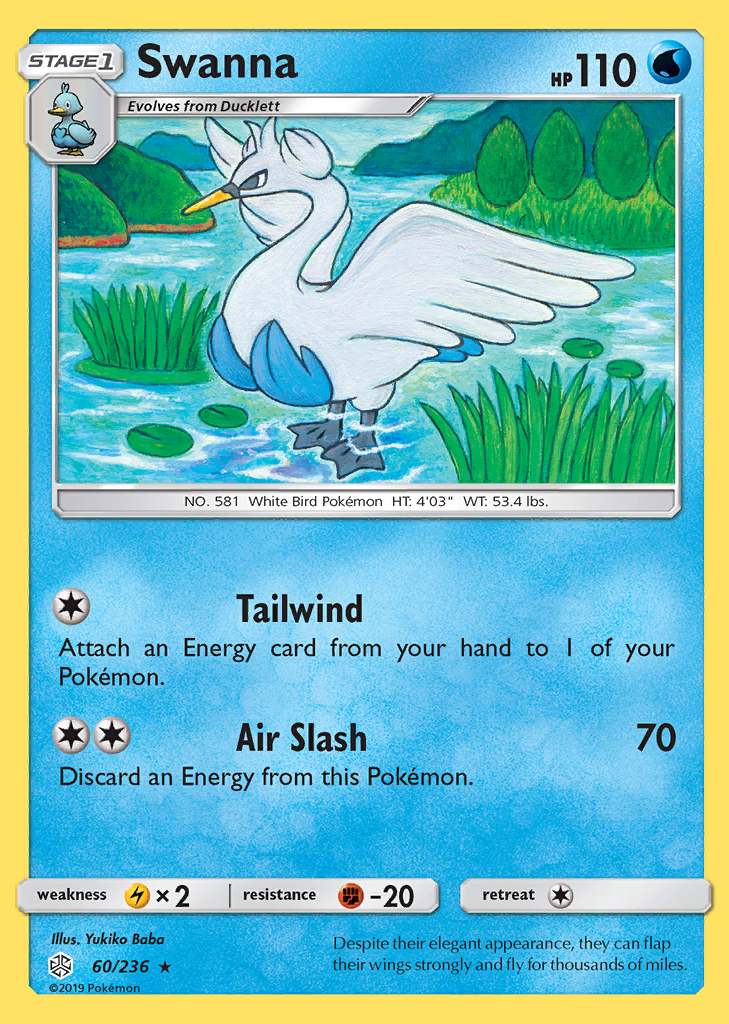 STAGE1
Swanna
HP 110
Evolves from Ducklett
NO. 581 White Bird Pokémon HT: 4'03" WT: 53.4 lbs.
Tailwind
Attach an Energy card from your hand to 1 of your
Pokémon.
Air Slash 70
Discard an Energy from this Pokémon.
weakness ×2 resistance -20 retreat
Illus. Yukiko Baba
60/236 ★
©2019 Pokémon
Despite their elegant appearance, they can flap
their wings strongly and fly for thousands of miles.